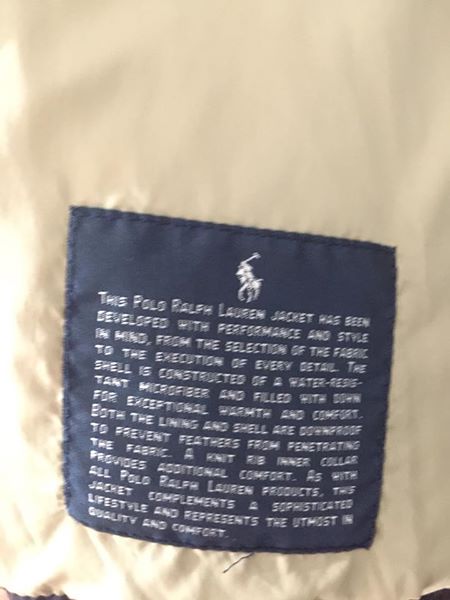 THIS POLO RALPH LAUREN JACKET HAS BEEN
DEVELOPED WITH PERFORMANCE AND STYLE
IN MIND, FROM THE SELECTION OF THE FABRIC
TO THE EXECUTION OF EVERY DETAIL. THE
SHELL IS CONSTRUCTED OF A WATER-RESIS-
TANT MICROFIBER AND FILLED WITH DOWN
FOR EXCEPTIONAL WARMTH AND COMFORT.
BOTH THE LINING AND SHELL ARE DOWNPROOF
TO PREVENT FEATHERS FROM PENETRATING
THE FABRIC. A KNIT RIB INNER COLLAR
PROVIDES ADDITIONAL COMFORT. AS WITH
ALL POLO RALPH LAUREN PRODUCTS, THIS
JACKET COMPLEMENTS A SOPHISTICATED
LIFESTYLE AND REPRESENTS THE UTMOST IN
QUALITY AND COMFORT.